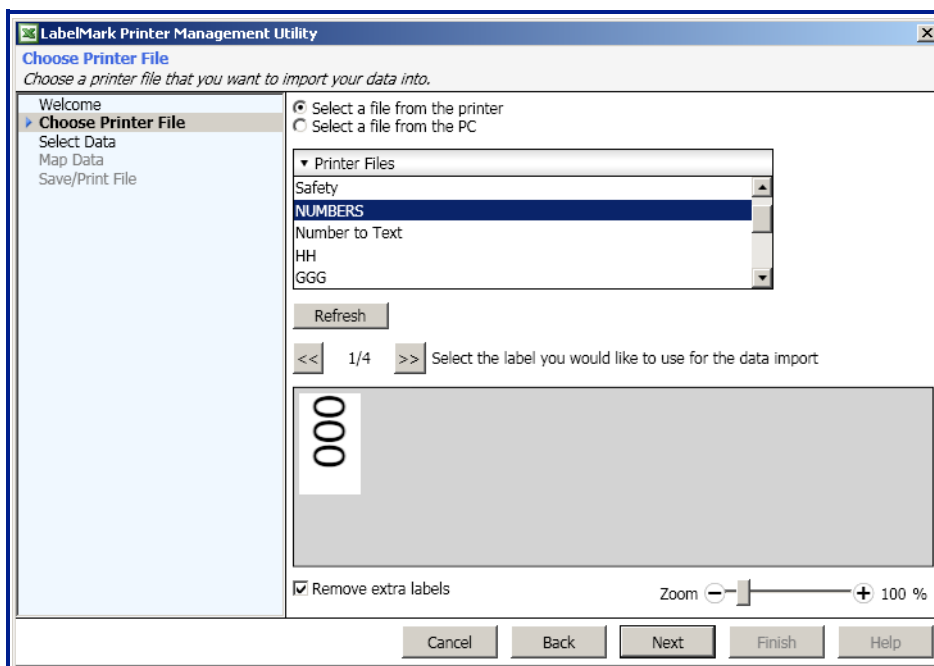 LabelMark Printer Management Utility
Choose Printer File
Choose a printer file that you want to import your data into.
Welcome
Choose Printer File
Select Data
Map Data
Save/Print File
Select a file from the printer
Select a file from the PC
Printer Files
Safety
NUMBERS
Number to Text
HH
GGG
Refresh
<< 1/4 >> Select the label you would like to use for the data import
000
Remove extra labels
Zoom 100 %
Cancel Back Next Finish Help